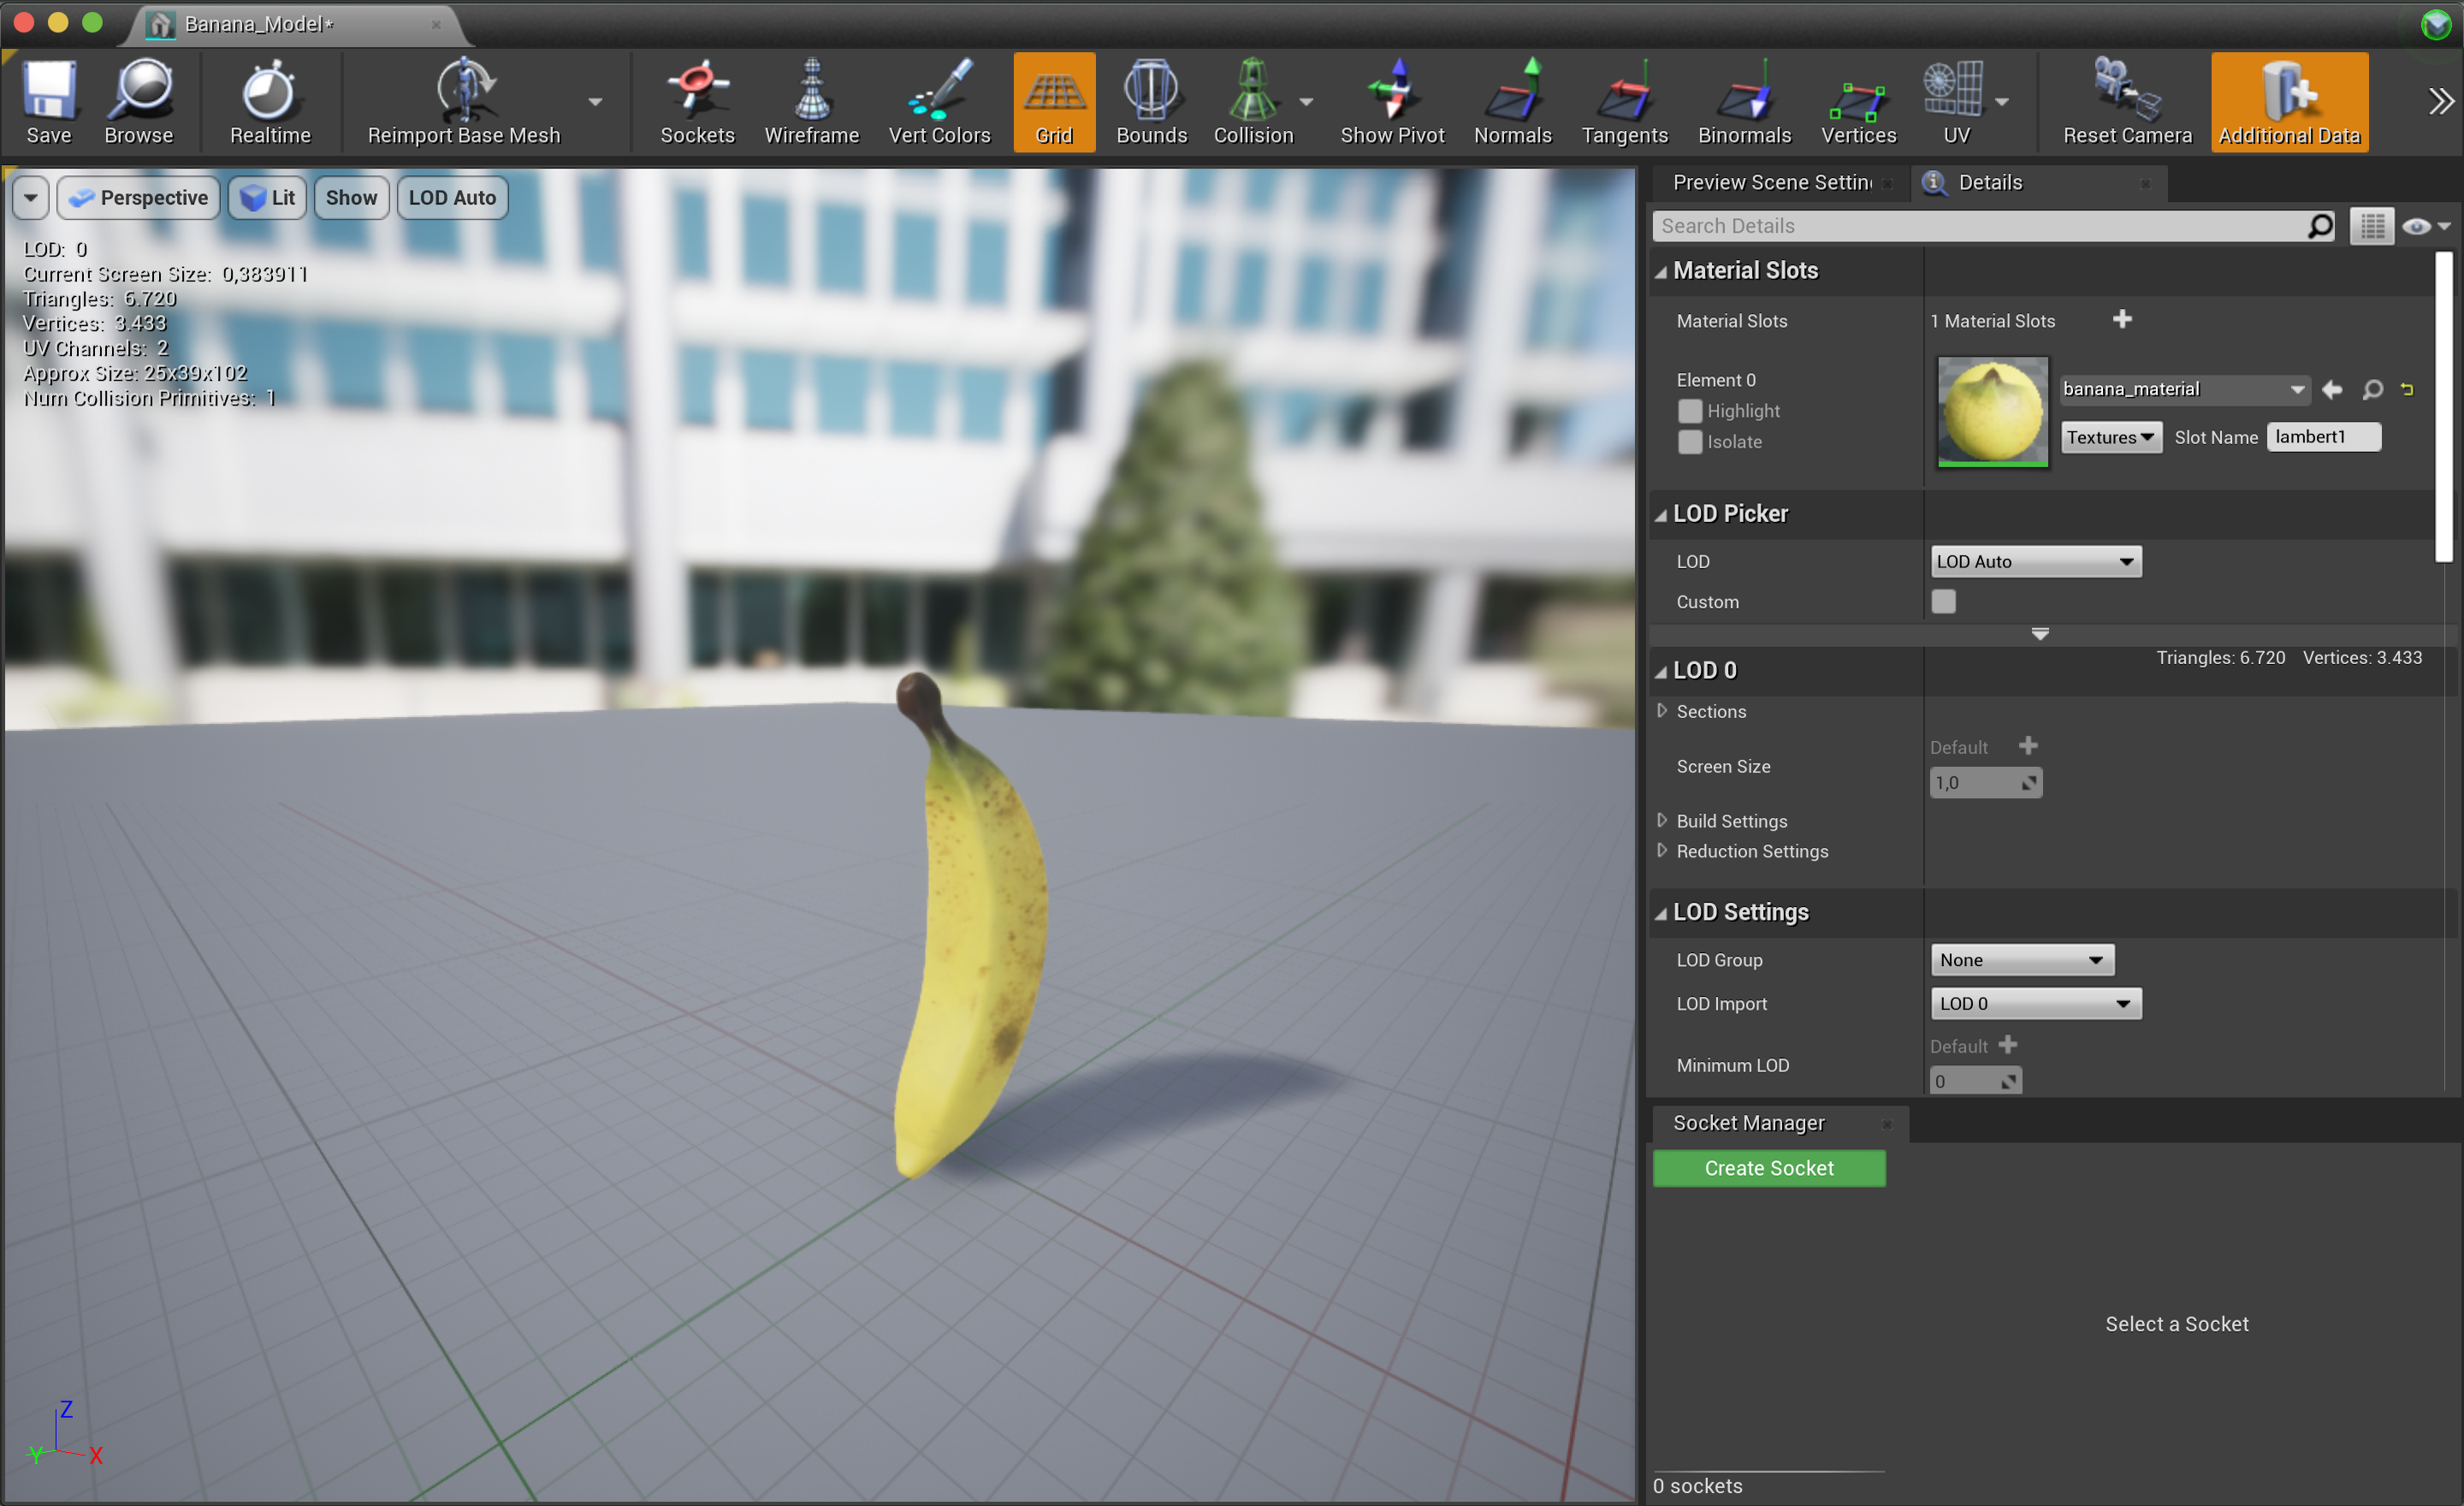 Banana_Model*
Save Browse Realtime Reimport Base Mesh Sockets Wireframe Vert Colors Grid Bounds Collision Show Pivot Normals Tangents Binormals Vertices UV Reset Camera Additional Data
Perspective Lit Show LOD Auto
LOD: 0
Current Screen Size: 0,383911
Triangles: 6.720
Vertices: 3.433
UV Channels: 2
Approx Size: 25x39x102
Num Collision Primitives: 1
Z
Y X
Preview Scene Settin Details
Search Details
Material Slots
Material Slots 1 Material Slots
Element 0
Highlight
Isolate
banana_material
Textures Slot Name lambert1
LOD Picker
LOD LOD Auto
Custom
LOD 0 Triangles: 6.720 Vertices: 3.433
Sections
Screen Size Default
1,0
Build Settings
Reduction Settings
LOD Settings
LOD Group None
LOD Import LOD 0
Minimum LOD Default
0
Socket Manager
Create Socket
Select a Socket
0 sockets